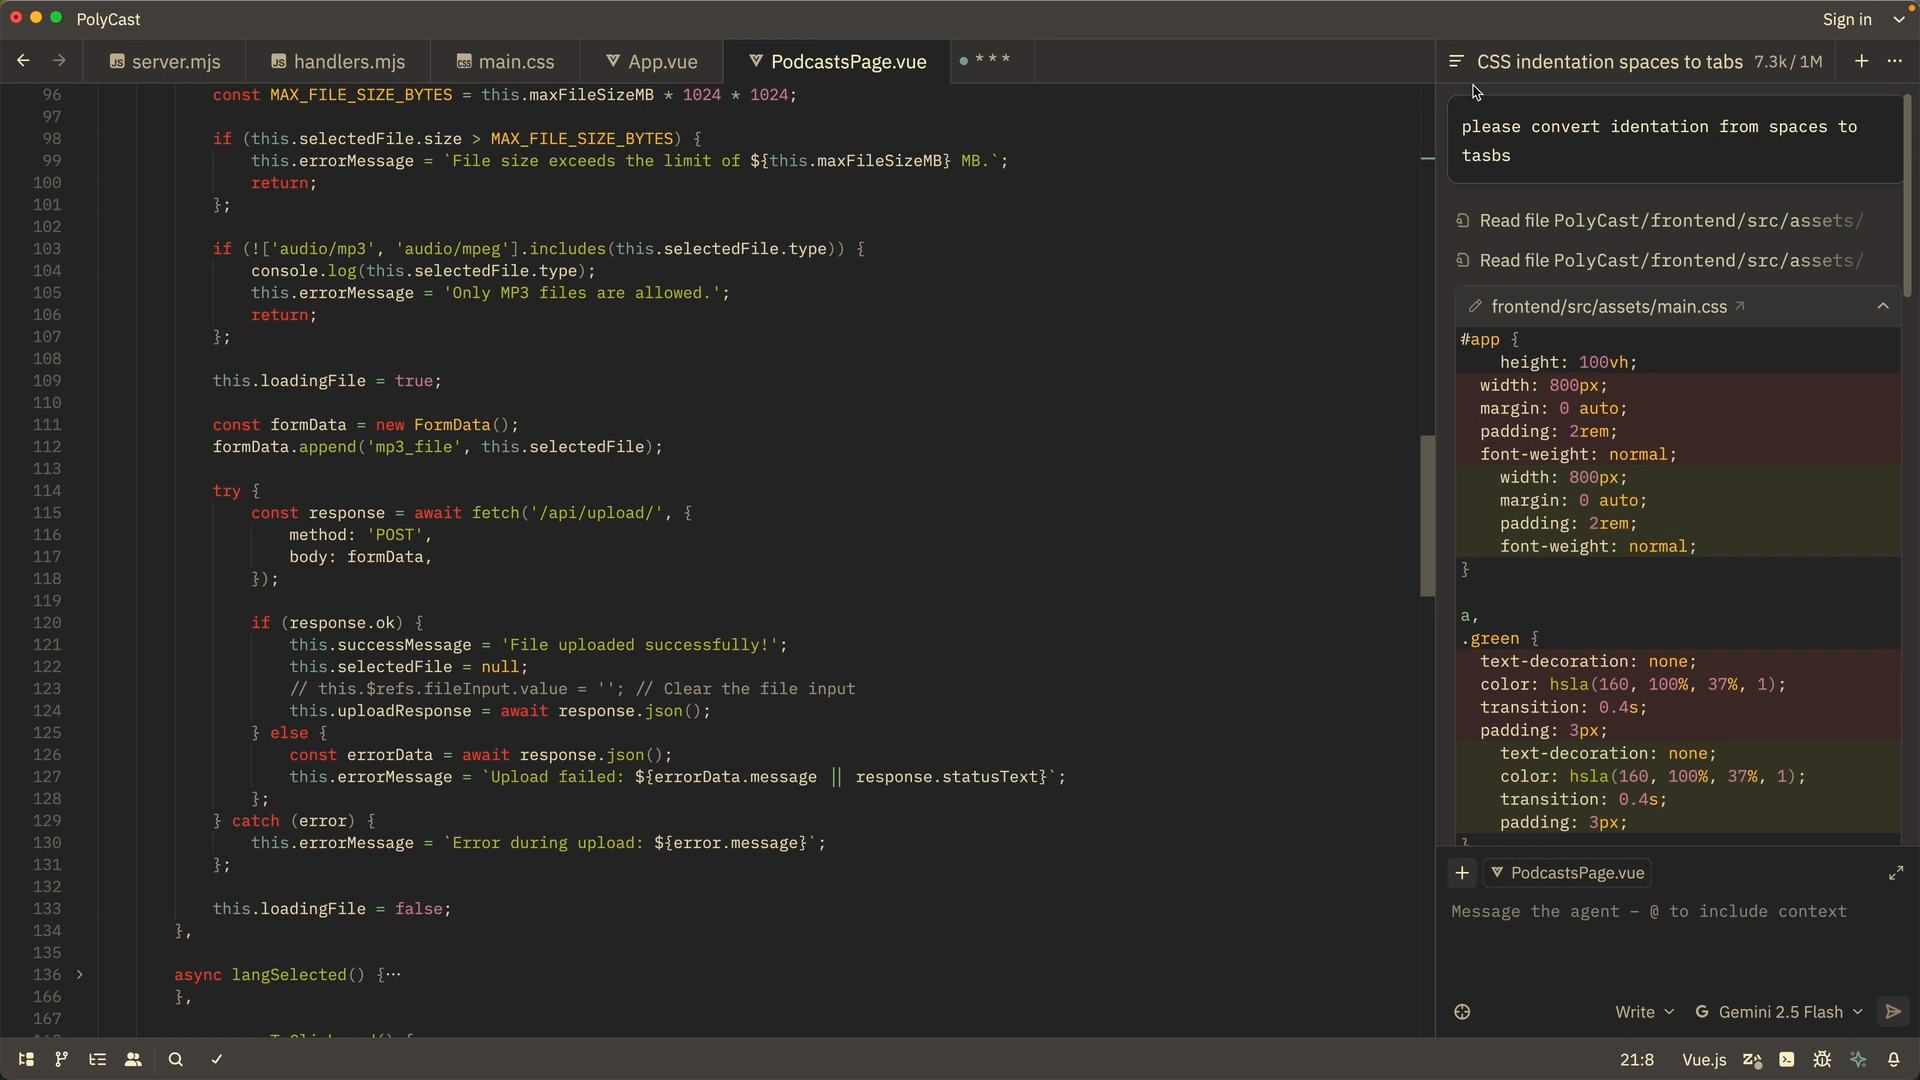 PolyCast
Sign in
server.mjs
handlers.mjs
main.css
App.vue
PodcastsPage.vue
***
96 const MAX_FILE_SIZE_BYTES = this.maxFileSizeMB * 1024 * 1024;
97
98 if (this.selectedFile.size > MAX_FILE_SIZE_BYTES) {
99 this.errorMessage = `File size exceeds the limit of ${this.maxFileSizeMB} MB.`;
100 return;
101 };
102
103 if (!['audio/mp3', 'audio/mpeg'].includes(this.selectedFile.type)) {
104 console.log(this.selectedFile.type);
105 this.errorMessage = 'Only MP3 files are allowed.';
106 return;
107 };
108
109 this.loadingFile = true;
110
111 const formData = new FormData();
112 formData.append('mp3_file', this.selectedFile);
113
114 try {
115 const response = await fetch('/api/upload/', {
116 method: 'POST',
117 body: formData,
118 });
119
120 if (response.ok) {
121 this.successMessage = 'File uploaded successfully!';
122 this.selectedFile = null;
123 // this.$refs.fileInput.value = ''; // Clear the file input
124 this.uploadResponse = await response.json();
125 } else {
126 const errorData = await response.json();
127 this.errorMessage = `Upload failed: ${errorData.message || response.statusText}`;
128 };
129 } catch (error) {
130 this.errorMessage = `Error during upload: ${error.message}`;
131 };
132
133 this.loadingFile = false;
134 },
135
136 async langSelected() {⋯
166 },
167
CSS indentation spaces to tabs 7.3k/1M
please convert identation from spaces to
tasbs
Read file PolyCast/frontend/src/assets/
Read file PolyCast/frontend/src/assets/
frontend/src/assets/main.css
#app {
height: 100vh;
width: 800px;
margin: 0 auto;
padding: 2rem;
font-weight: normal;
width: 800px;
margin: 0 auto;
padding: 2rem;
font-weight: normal;
}
a,
.green {
text-decoration: none;
color: hsla(160, 100%, 37%, 1);
transition: 0.4s;
padding: 3px;
text-decoration: none;
color: hsla(160, 100%, 37%, 1);
transition: 0.4s;
padding: 3px;
}
PodcastsPage.vue
Message the agent – @ to include context
Write
Gemini 2.5 Flash
21:8
Vue.js